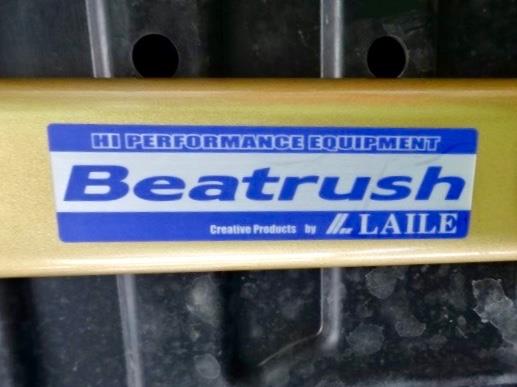 HI PERFORMANCE EQUIPMENT
Beatrush
Creative Products by LAILE